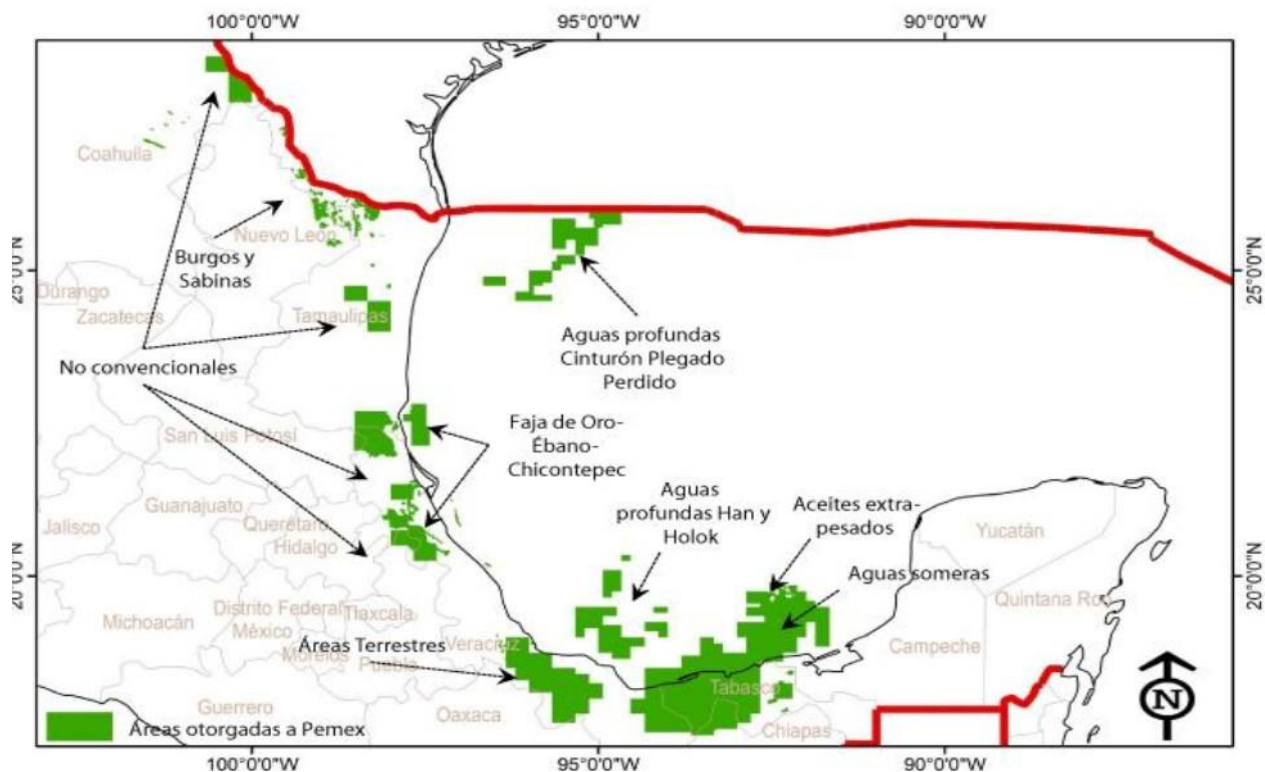 100°0'0"W
95°0'0"W
90°0'0"W
Coahuila
Nuevo León
Burgos y
Sabinas
25°0'0"N
25°0'0"N
Durango
Zacatecas
Tamaulipas
Aguas profundas
Cinturón Plegado
Perdido
No convencionales
San Luis Potosí
Faja de Oro-
Ébano-
Chicontepec
Guanajuato
Jalisco
Querétaro
Hidalgo
Aguas
profundas Han y
Holok
Aceites extra-
pesados
Yucatán
20°0'0"N
20°0'0"N
Aguas someras
Quintana Roo
Michoacán
Distrito Federal
Tlaxcala
México
Morelos
Puebla
Veracruz
Áreas Terrestres
Campeche
Tabasco
Guerrero
Oaxaca
Chiapas
N
Áreas otorgadas a Pemex
100°0'0"W
95°0'0"W
90°0'0"W